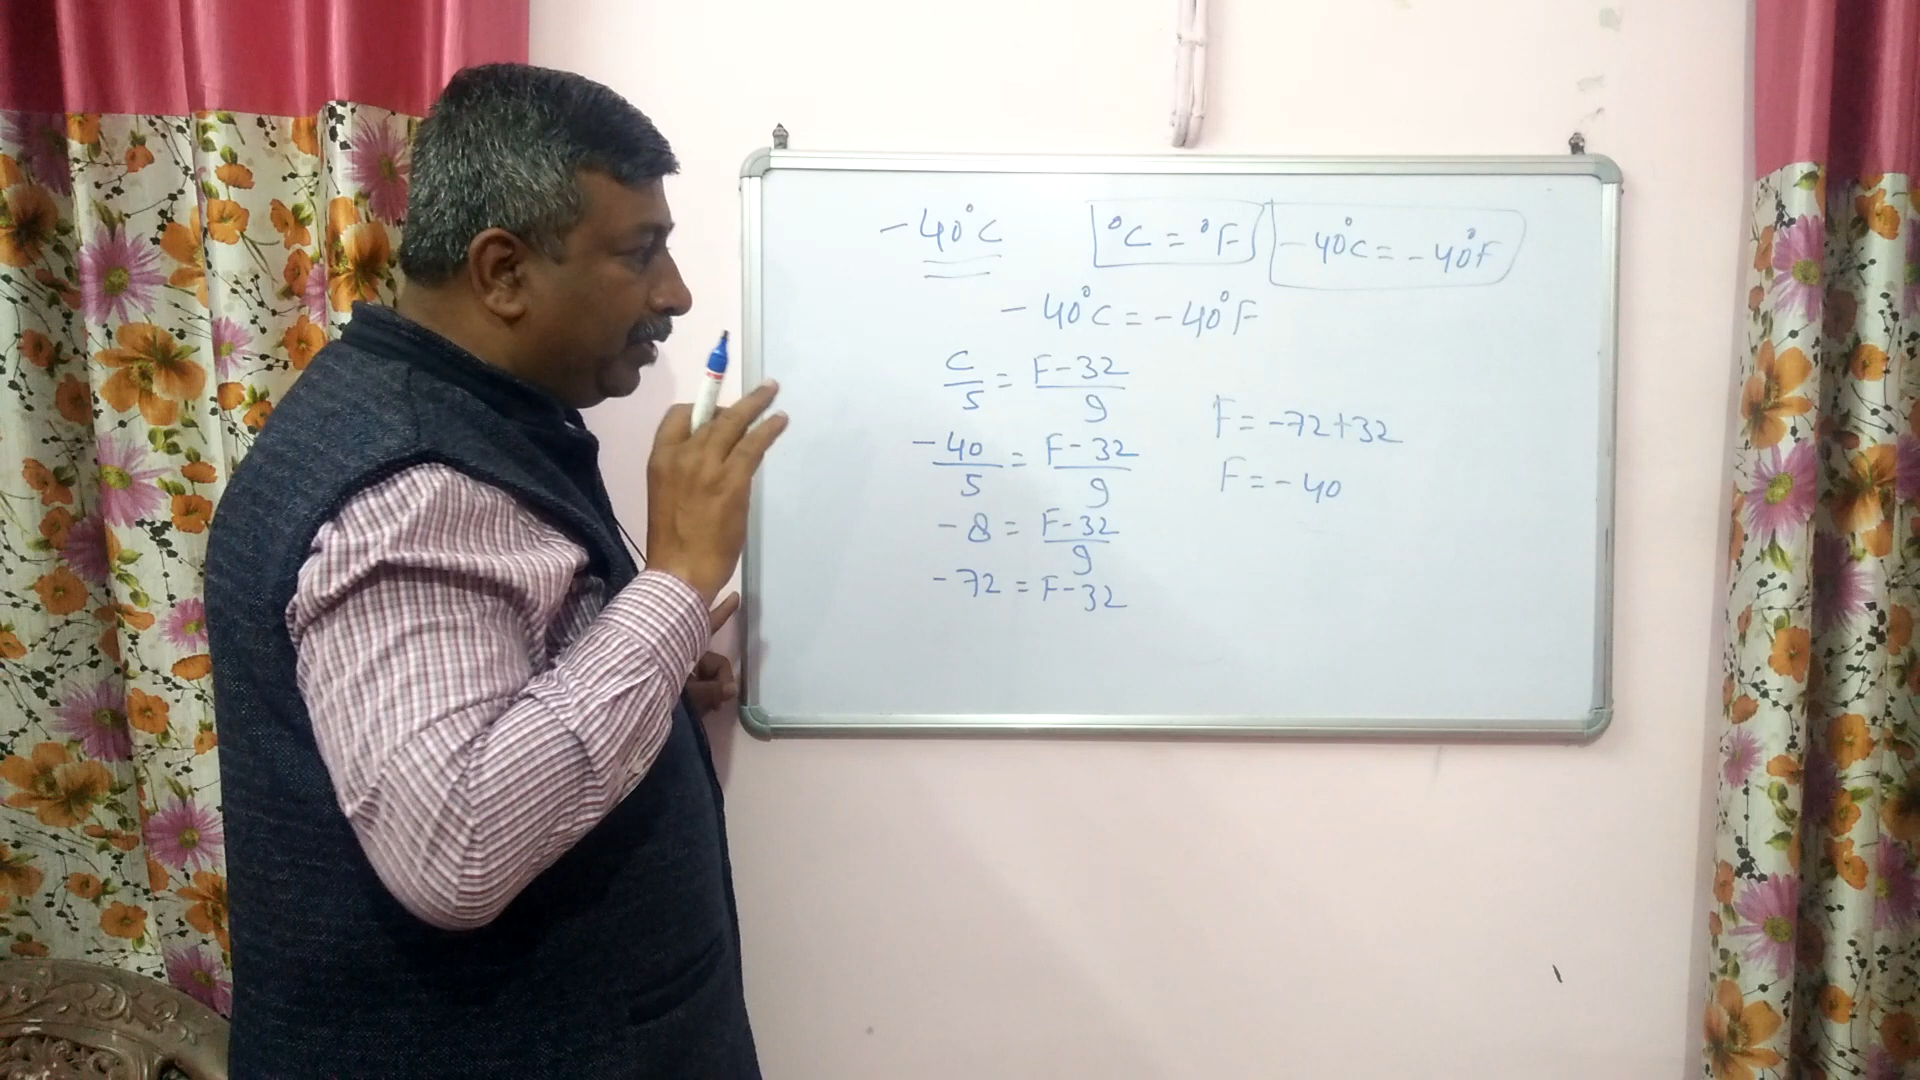 -40°C
°C = °F
-40°C = -40°F
-40°C = -40°F
C/5 = F-32/9
-40/5 = F-32/9
-8 = F-32/9
-72 = F-32
F = -72+32
F = -40